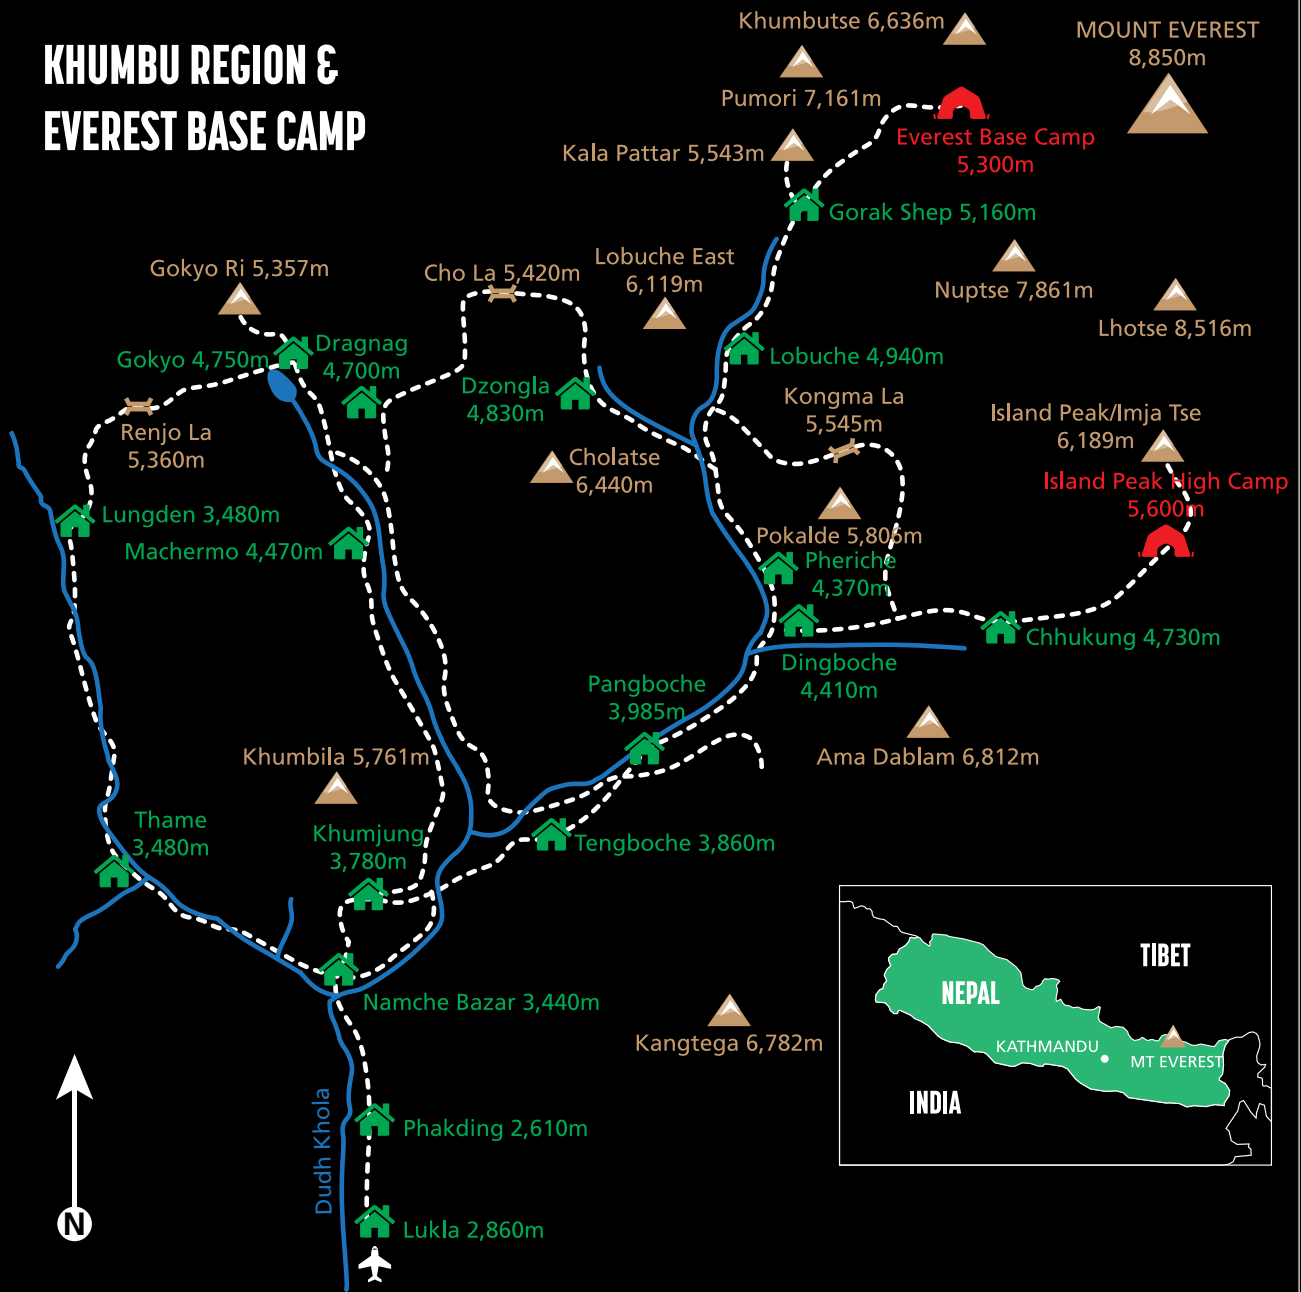 KHUMBU REGION &
EVEREST BASE CAMP
Khumbutse 6,636m
MOUNT EVEREST
8,850m
Pumori 7,161m
Everest Base Camp
5,300m
Kala Pattar 5,543m
Gorak Shep 5,160m
Gokyo Ri 5,357m
Cho La 5,420m
Lobuche East
6,119m
Nuptse 7,861m
Lhotse 8,516m
Gokyo 4,750m
Dragnag
4,700m
Lobuche 4,940m
Dzongla
4,830m
Kongma La
5,545m
Island Peak/Imja Tse
6,189m
Renjo La
5,360m
Cholatse
6,440m
Island Peak High Camp
5,600m
Lungden 3,480m
Machermo 4,470m
Pokalde 5,806m
Pheriche
4,370m
Chhukung 4,730m
Dingboche
4,410m
Pangboche
3,985m
Khumbila 5,761m
Ama Dablam 6,812m
Thame
3,480m
Khumjung
3,780m
Tengboche 3,860m
Namche Bazar 3,440m
Kangtega 6,782m
Phakding 2,610m
Dudh Khola
Lukla 2,860m
N
TIBET
NEPAL
KATHMANDU
MT EVEREST
INDIA